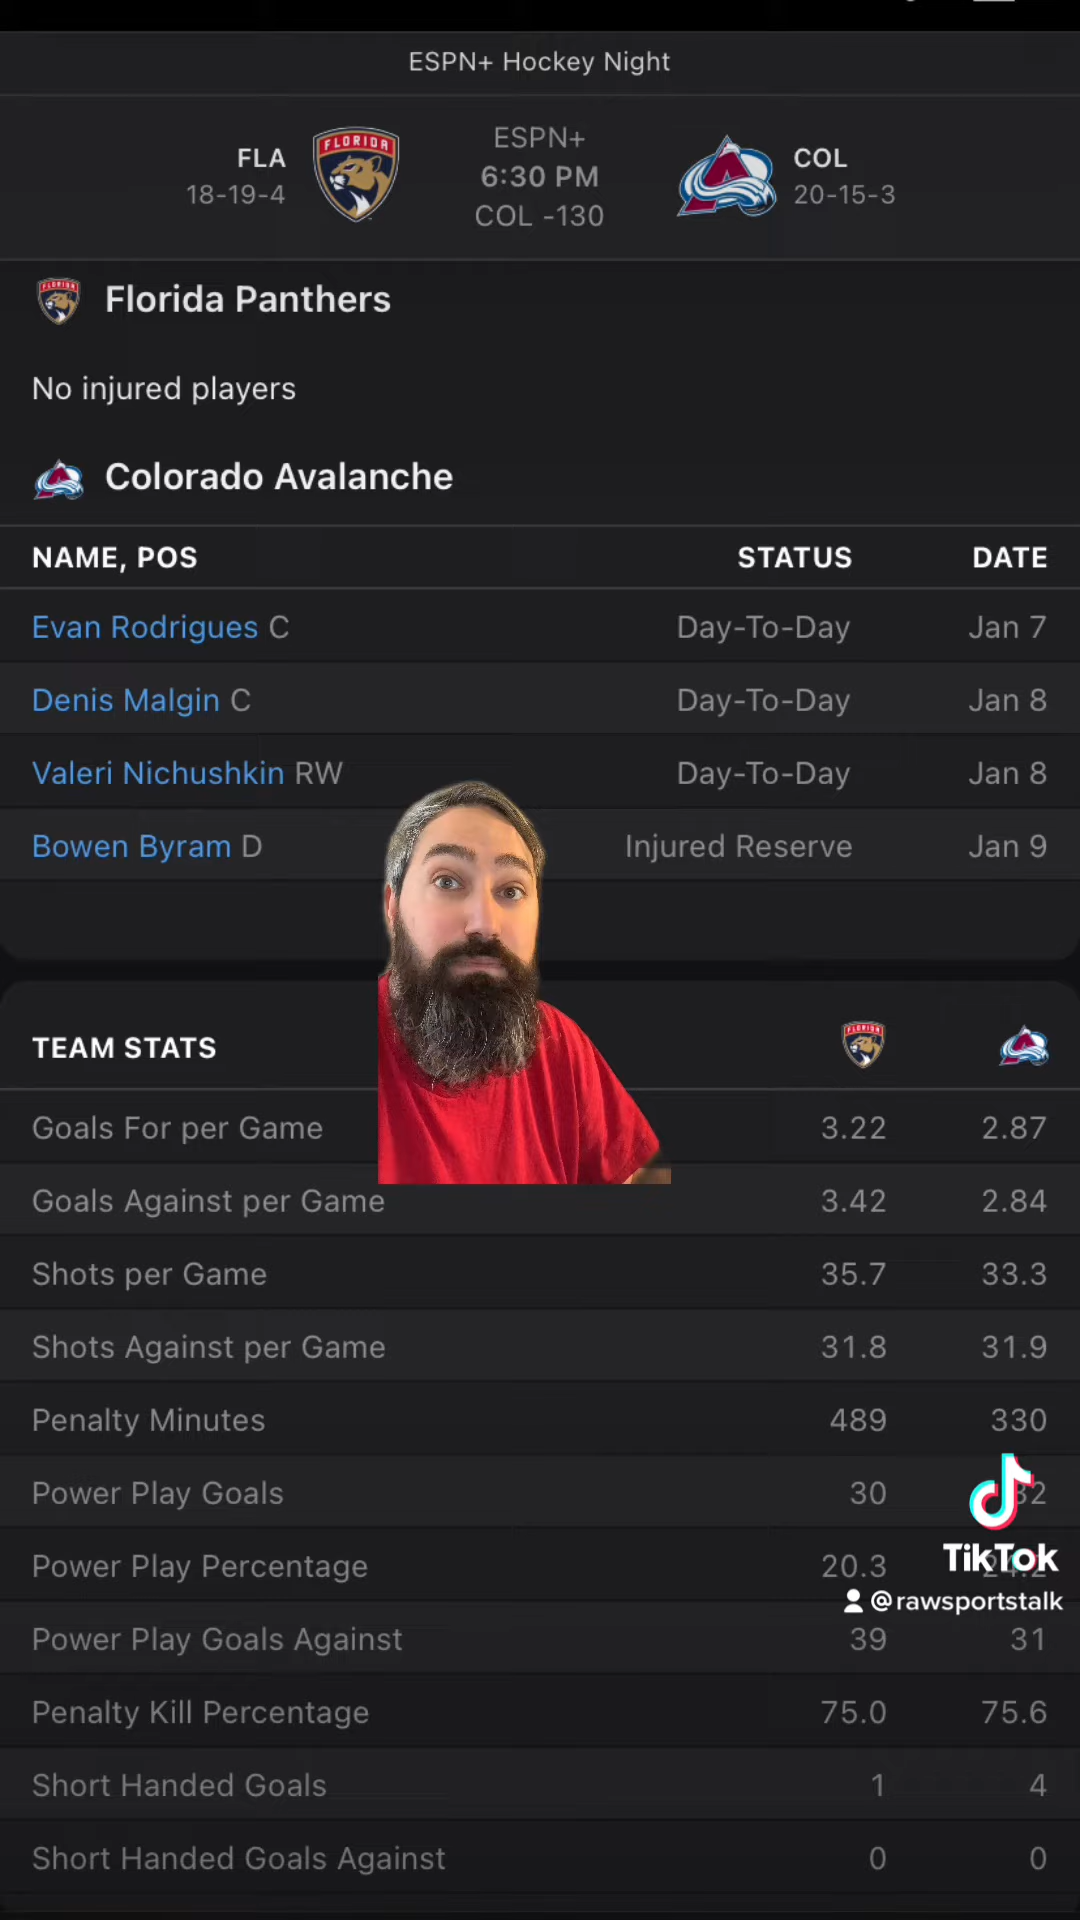 ESPN+ Hockey Night
FLA
18-19-4
FLORIDA
ESPN+
6:30 PM
COL -130
COL
20-15-3
Florida Panthers
No injured players
Colorado Avalanche
NAME, POS STATUS DATE
Evan Rodrigues C Day-To-Day Jan 7
Denis Malgin C Day-To-Day Jan 8
Valeri Nichushkin RW Day-To-Day Jan 8
Bowen Byram D Injured Reserve Jan 9
TEAM STATS
Goals For per Game 3.22 2.87
Goals Against per Game 3.42 2.84
Shots per Game 35.7 33.3
Shots Against per Game 31.8 31.9
Penalty Minutes 489 330
Power Play Goals 30 32
Power Play Percentage 20.3
TikTok
@rawsportstalk
Power Play Goals Against 39 31
Penalty Kill Percentage 75.0 75.6
Short Handed Goals 1 4
Short Handed Goals Against 0 0